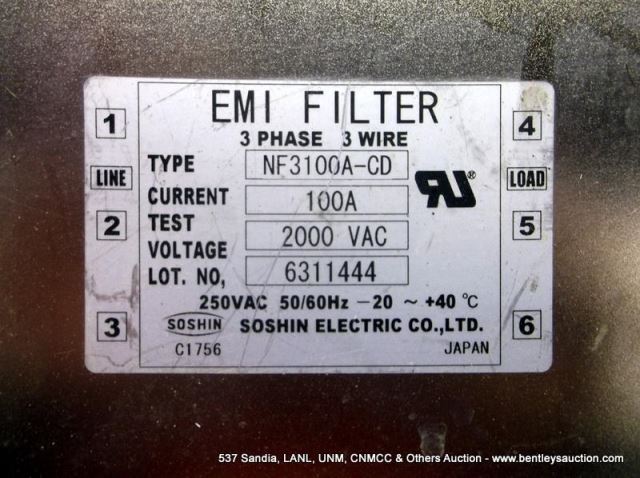 EMI FILTER
3 PHASE 3 WIRE
1
4
TYPE NF3100A-CD
LINE
LOAD
CURRENT 100A
2
5
TEST VOLTAGE 2000 VAC
LOT. NO, 6311444
250VAC 50/60Hz -20 ~ +40 ℃
3
6
SOSHIN SOSHIN ELECTRIC CO.,LTD.
C1756 JAPAN
537 Sandia, LANL, UNM, CNMCC & Others Auction - www.bentleysauction.com